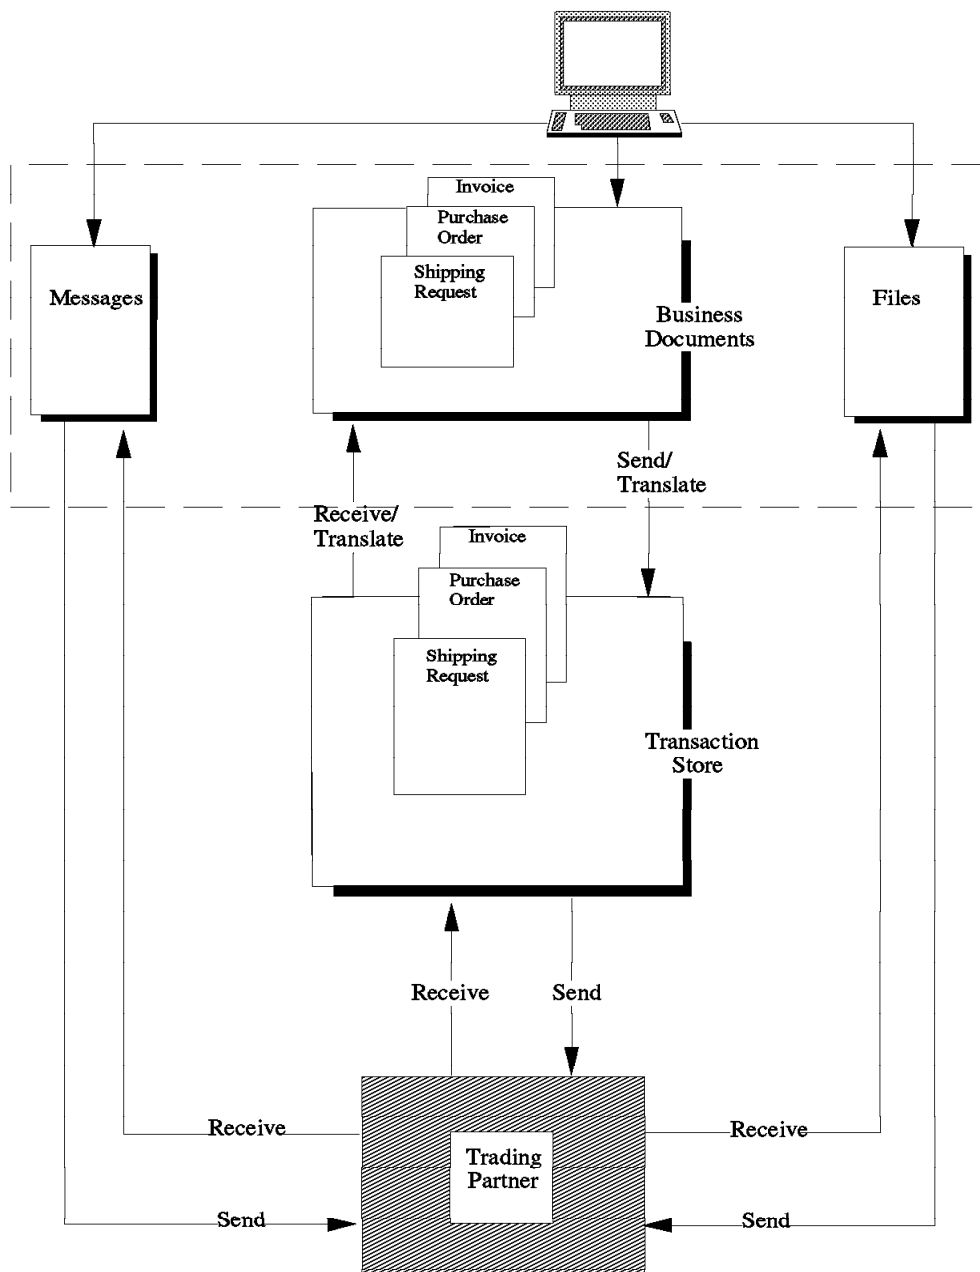 Invoice
Purchase
Order
Shipping
Request
Messages
Files
Business
Documents
Send/
Translate
Receive/
Translate
Invoice
Purchase
Order
Shipping
Request
Transaction
Store
Receive
Send
Receive
Receive
Trading
Partner
Send
Send